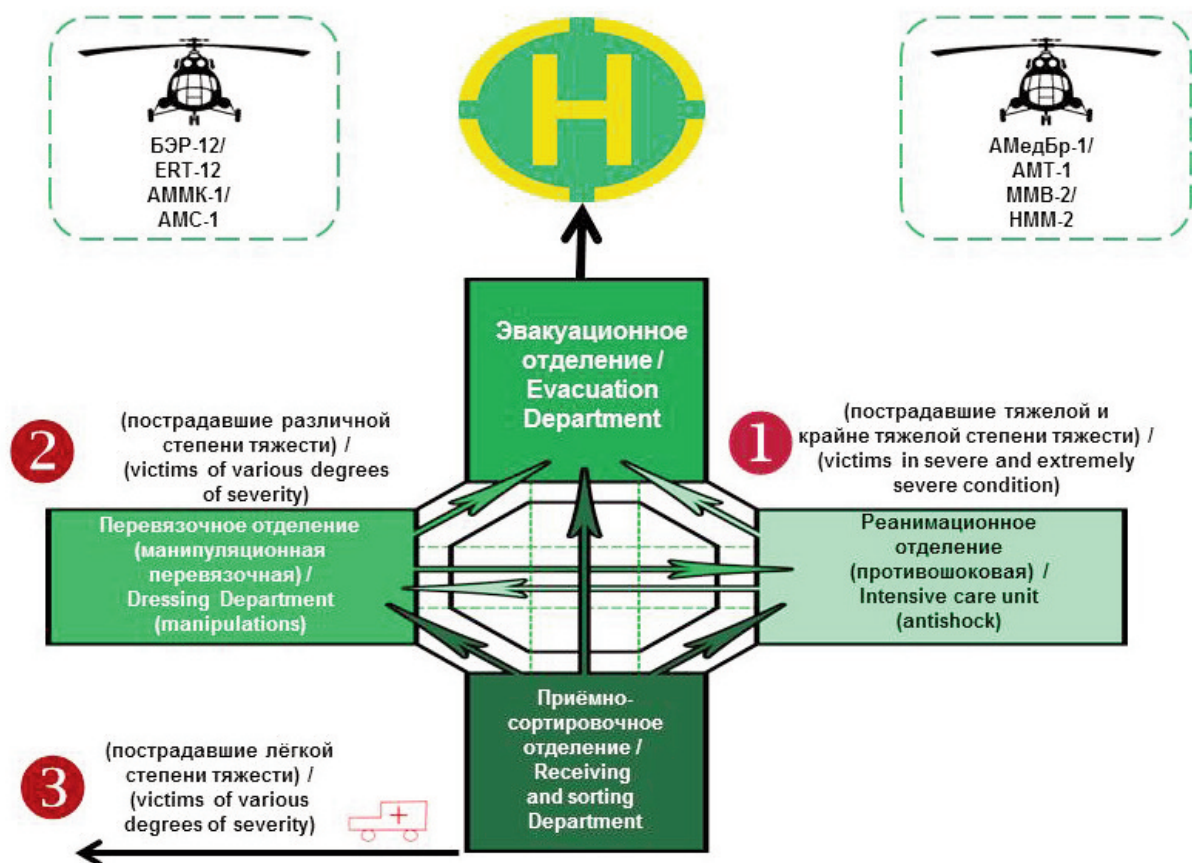 БЭР-12/
ERT-12
АММК-1/
АМС-1
H
АМедБр-1/
АМТ-1
ММВ-2/
НММ-2
Эвакуационное
отделение /
Evacuation
Department
2
(пострадавшие различной
степени тяжести) /
(victims of various degrees
of severity)
1
(пострадавшие тяжелой и
крайне тяжелой степени тяжести) /
(victims in severe and extremely
severe condition)
Перевязочное отделение
(манипуляционная
перевязочная) /
Dressing Department
(manipulations)
Реанимационное
отделение
(противошоковая) /
Intensive care unit
(antishock)
Приёмно-
сортировочное
отделение /
Receiving
and sorting
Department
3
(пострадавшие лёгкой
степени тяжести) /
(victims of various
degrees of severity)